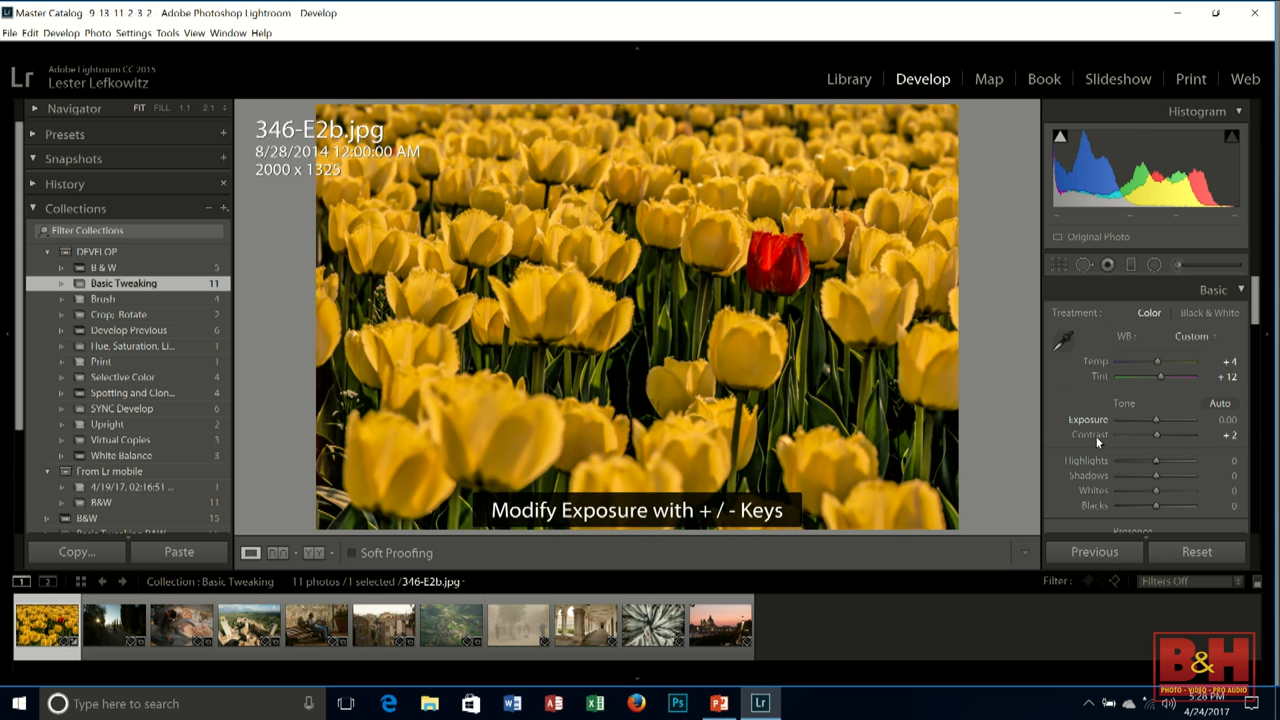 Master Catalog 9 13 11 2 3 2 Adobe Photoshop Lightroom Develop
File Edit Develop Photo Settings Tools View Window Help
Lr
Adobe Lightroom CC 2015
Lester Lefkowitz
Library Develop Map Book Slideshow Print Web
Navigator FIT FILL 1:1 2:1
Presets +
Snapshots +
History ×
Collections − +
Filter Collections
DEVELOP
B & W 5
Basic Tweaking 11
Brush 4
Crop; Rotate 2
Develop Previous 6
Hue, Saturation, Li... 1
Print 1
Selective Color 4
Spotting and Clon... 4
SYNC Develop 4
Upright 2
Virtual Copies 3
White Balance 3
From Lr mobile
4/19/17, 02:16:51 ... 1
B&W 11
B&W 15
Copy... Paste
346-E2b.jpg
8/28/2014 12:00:00 AM
2000 x 1325
Modify Exposure with + / - Keys
Soft Proofing
Histogram
Original Photo
Basic
Treatment : Color Black & White
WB : Custom
Temp + 4
Tint + 12
Tone Auto
Exposure 0.00
Contrast + 2
Highlights 0
Shadows 0
Whites 0
Blacks 0
Presence
Previous Reset
1 2 Collection : Basic Tweaking 11 photos / 1 selected / 346-E2b.jpg
Filter : Filters Off
B&H
PHOTO - VIDEO - PRO AUDIO
Type here to search
Lr
5:28 PM
4/24/2017